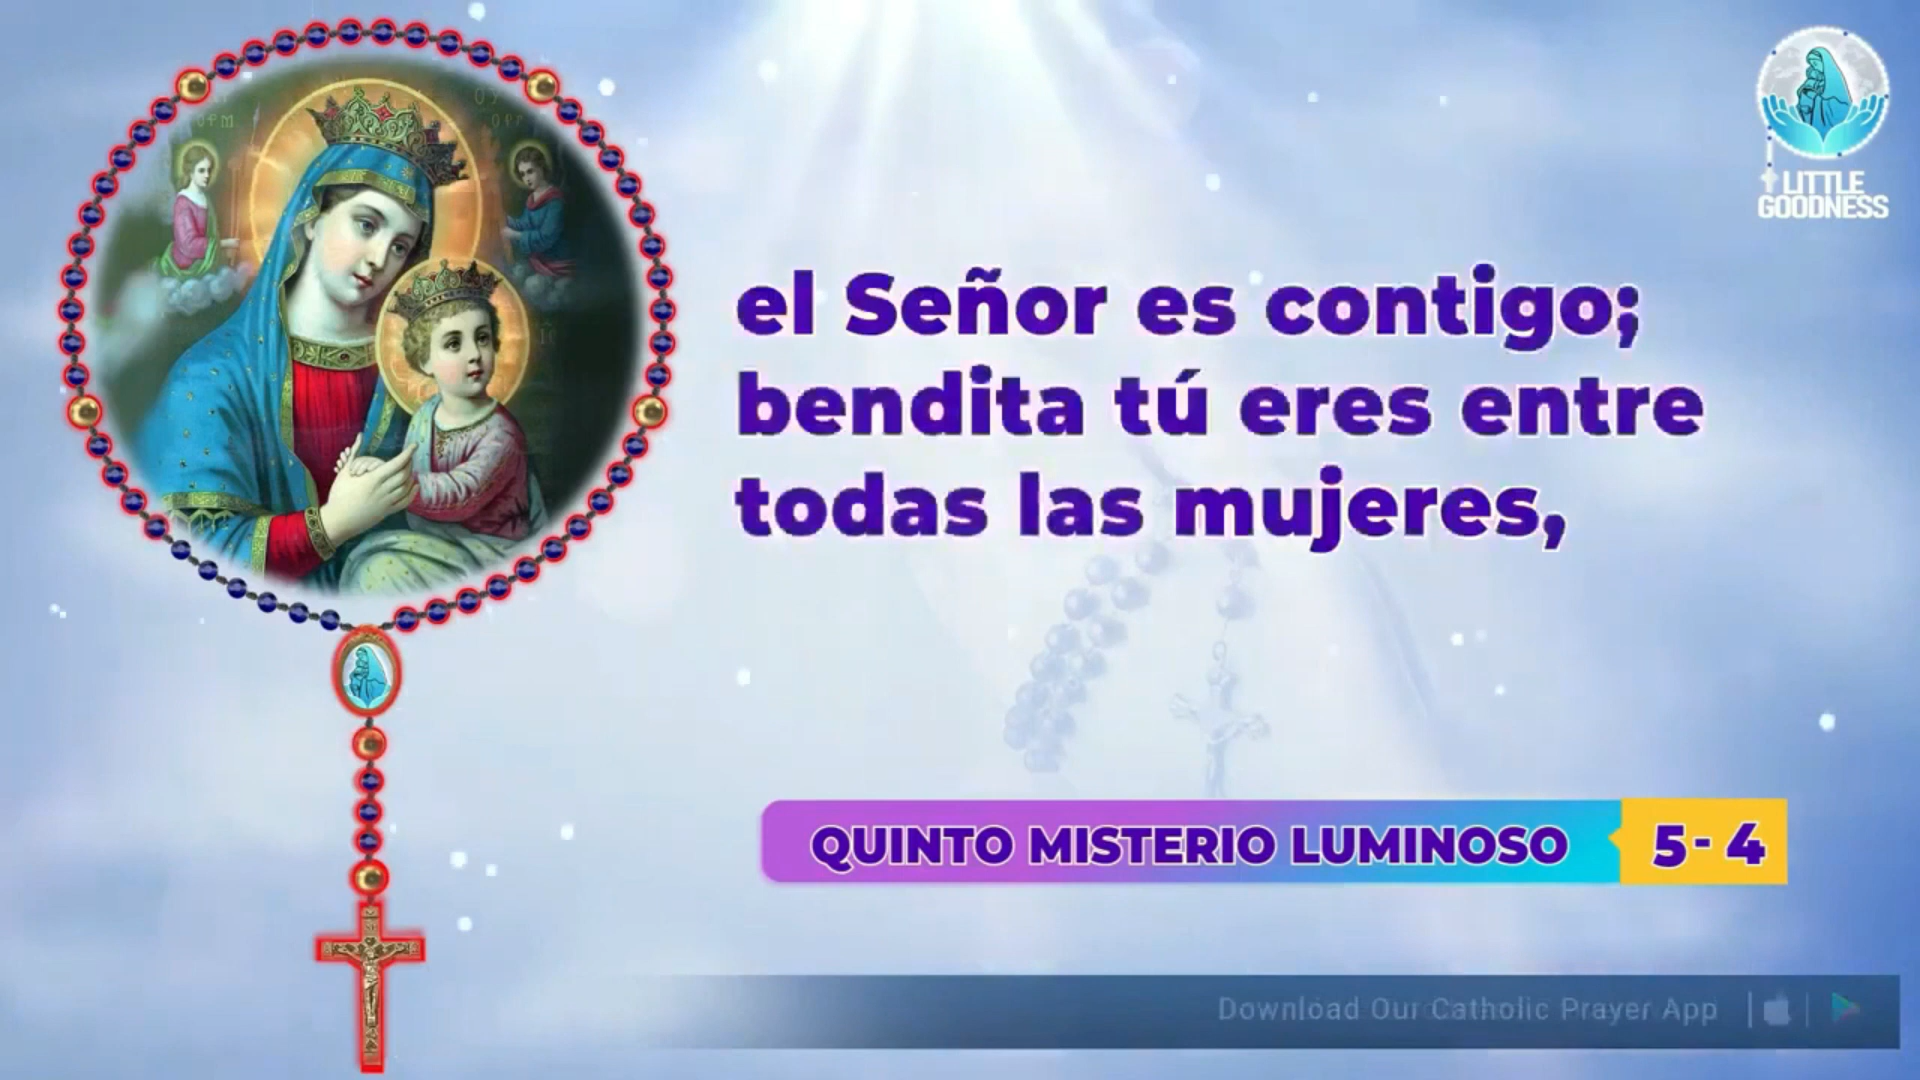 LITTLE
GOODNESS
el Señor es contigo;
bendita tú eres entre
todas las mujeres,
QUINTO MISTERIO LUMINOSO 5 - 4
Download Our Catholic Prayer App